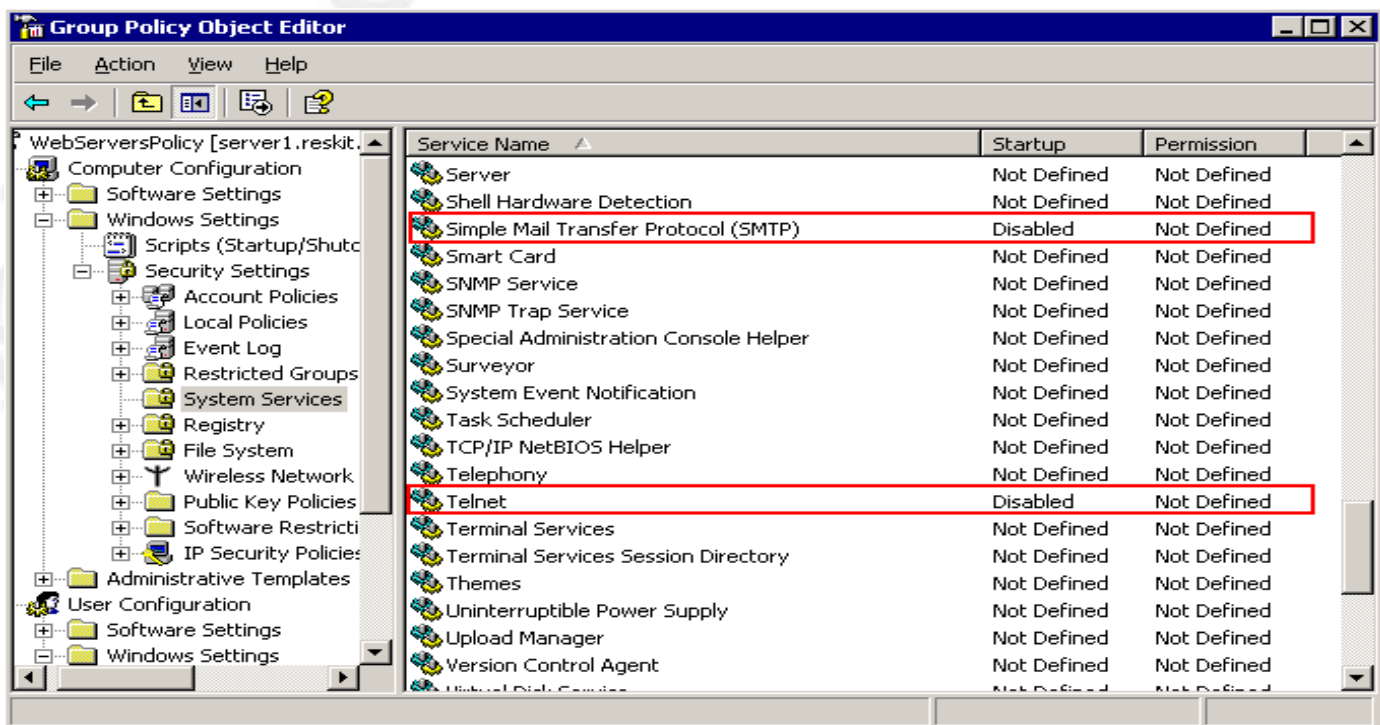 Group Policy Object Editor
File Action View Help
WebServersPolicy [server1.reskit.
Computer Configuration
Software Settings
Windows Settings
Scripts (Startup/Shutd
Security Settings
Account Policies
Local Policies
Event Log
Restricted Groups
System Services
Registry
File System
Wireless Network
Public Key Policies
Software Restricti
IP Security Policies
Administrative Templates
User Configuration
Software Settings
Windows Settings
Service Name Startup Permission
Server Not Defined Not Defined
Shell Hardware Detection Not Defined Not Defined
Simple Mail Transfer Protocol (SMTP) Disabled Not Defined
Smart Card Not Defined Not Defined
SNMP Service Not Defined Not Defined
SNMP Trap Service Not Defined Not Defined
Special Administration Console Helper Not Defined Not Defined
Surveyor Not Defined Not Defined
System Event Notification Not Defined Not Defined
Task Scheduler Not Defined Not Defined
TCP/IP NetBIOS Helper Not Defined Not Defined
Telephony Not Defined Not Defined
Telnet Disabled Not Defined
Terminal Services Not Defined Not Defined
Terminal Services Session Directory Not Defined Not Defined
Themes Not Defined Not Defined
Uninterruptible Power Supply Not Defined Not Defined
Upload Manager Not Defined Not Defined
Version Control Agent Not Defined Not Defined
Virtual Disk Service Not Defined Not Defined